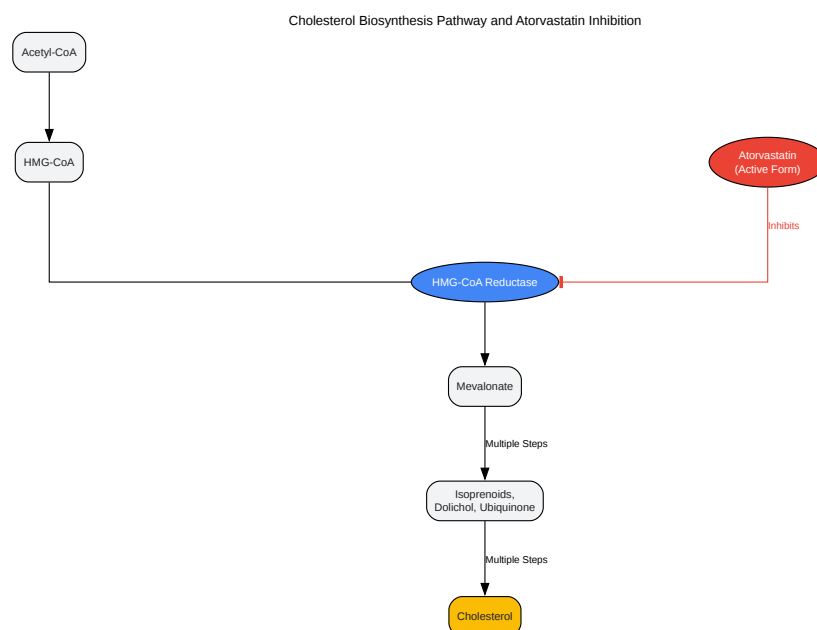 Cholesterol Biosynthesis Pathway and Atorvastatin Inhibition
Acetyl-CoA
HMG-CoA
Atorvastatin
(Active Form)
Inhibits
HMG-CoA Reductase
Mevalonate
Multiple Steps
Isoprenoids,
Dolichol, Ubiquinone
Multiple Steps
Cholesterol